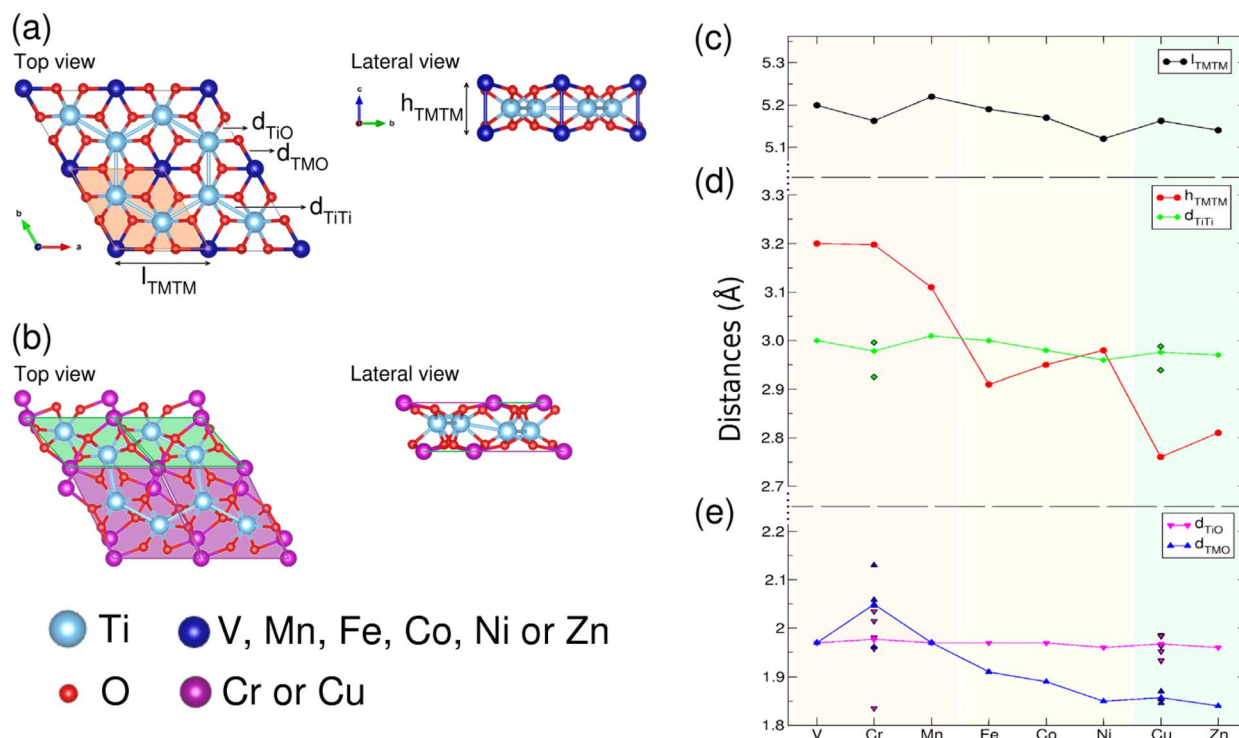 (a)
Top view
Lateral view
c
b
h_TMTM
d_TiO
d_TMO
d_TiTi
b
a
l_TMTM
(b)
Top view
Lateral view
Ti
V, Mn, Fe, Co, Ni or Zn
O
Cr or Cu
Distances (Å)
(c)
l_TMTM
5.3
5.2
5.1
(d)
h_TMTM
d_TiTi
3.3
3.2
3.1
3.0
2.9
2.8
2.7
(e)
d_TiO
d_TMO
2.2
2.1
2
1.9
1.8
V Cr Mn Fe Co Ni Cu Zn